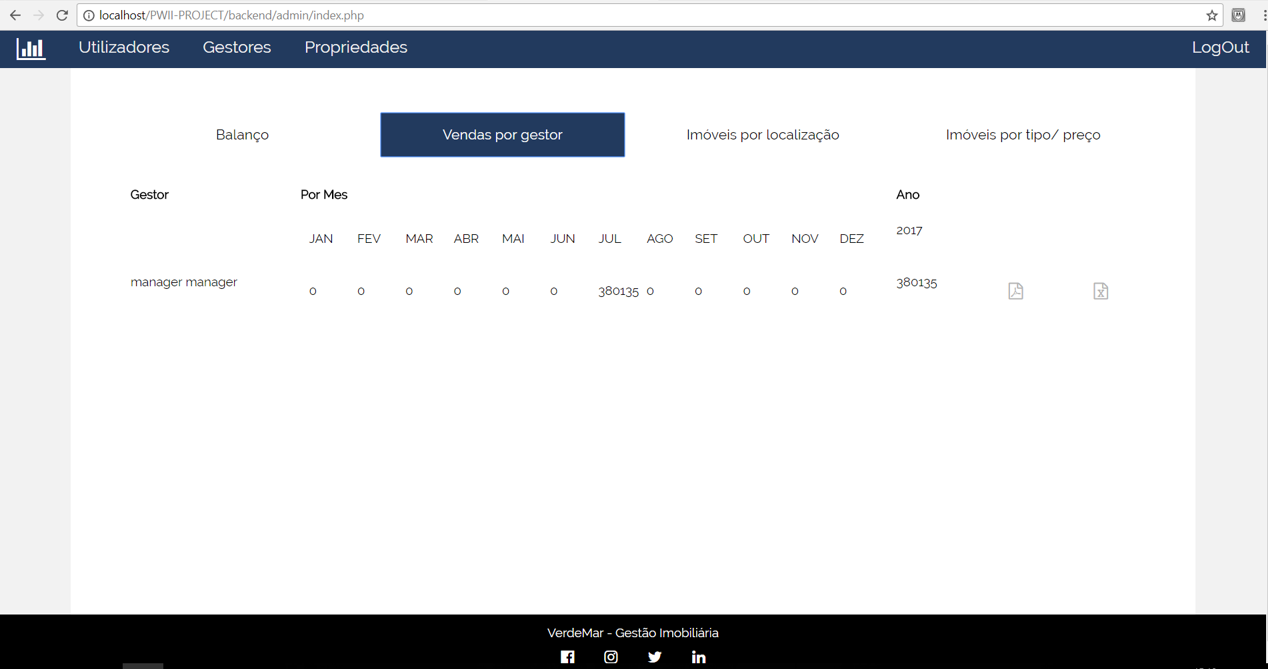 localhost/PWII-PROJECT/backend/admin/index.php
Utilizadores Gestores Propriedades LogOut
Balanço Vendas por gestor Imóveis por localização Imóveis por tipo/ preço
Gestor Por Mes Ano
JAN FEV MAR ABR MAI JUN JUL AGO SET OUT NOV DEZ 2017
manager manager 0 0 0 0 0 0 380135 0 0 0 0 0 380135
VerdeMar - Gestão Imobiliária